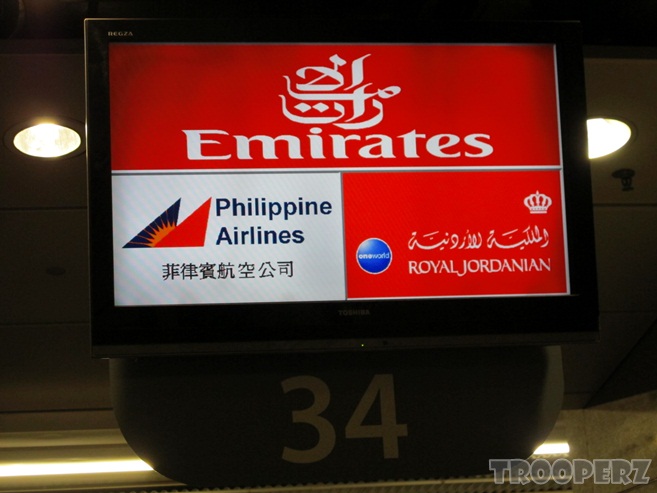 REGZA
الإمارات
Emirates
Philippine
Airlines
菲律賓航空公司
الملكية الأردنية
oneworld
ROYAL JORDANIAN
TOSHIBA
34
TROOPERZ